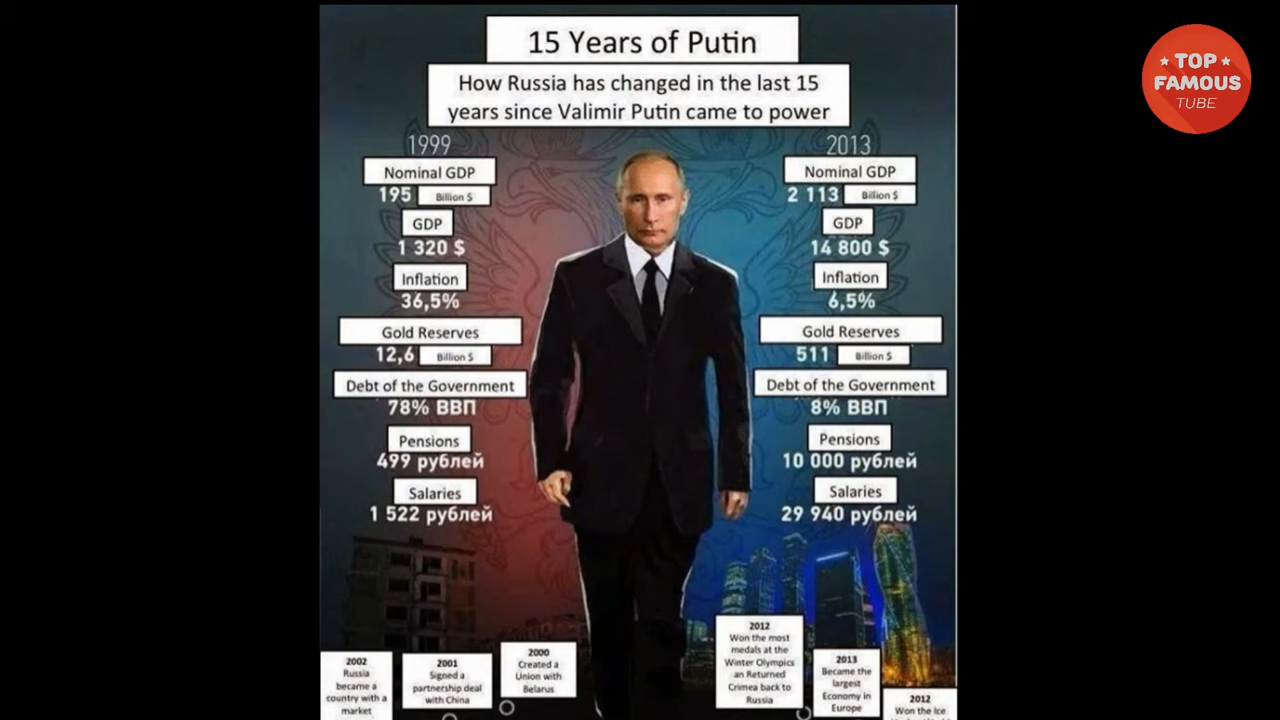 15 Years of Putin
How Russia has changed in the last 15
years since Valimir Putin came to power
1999
Nominal GDP
195 Billion $
GDP
1 320 $
Inflation
36,5%
Gold Reserves
12,6 Billion $
Debt of the Government
78% ВВП
Pensions
499 рублей
Salaries
1 522 рублей
2013
Nominal GDP
2 113 Billion $
GDP
14 800 $
Inflation
6,5%
Gold Reserves
511 Billion $
Debt of the Government
8% ВВП
Pensions
10 000 рублей
Salaries
29 940 рублей
2002
Russia
became a
country with a
market
2001
Signed a
partnership deal
with China
2000
Created a
Union with
Belarus
2012
Won the most
medals at the
Winter Olympics
an Returned
Crimea back to
Russia
2013
Became the
largest
Economy in
Europe
2012
Won the Ice
TOP
FAMOUS
TUBE